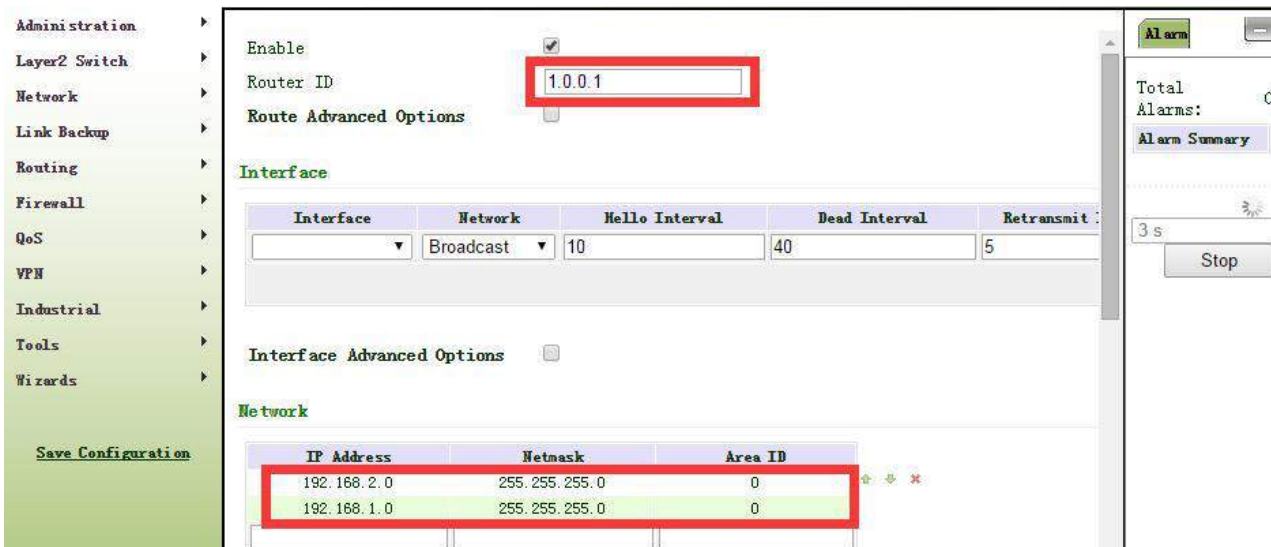 Administration
Layer2 Switch
Network
Link Backup
Routing
Firewall
QoS
VPN
Industrial
Tools
Wizards
Save Configuration
Enable
Router ID 1.0.0.1
Route Advanced Options
Interface
Interface Network Hello Interval Dead Interval Retransmit
Broadcast 10 40 5
Interface Advanced Options
Network
IP Address Netmask Area ID
192.168.2.0 255.255.255.0 0
192.168.1.0 255.255.255.0 0
Alarm
Total
Alarms:
Alarm Summary
3 s
Stop